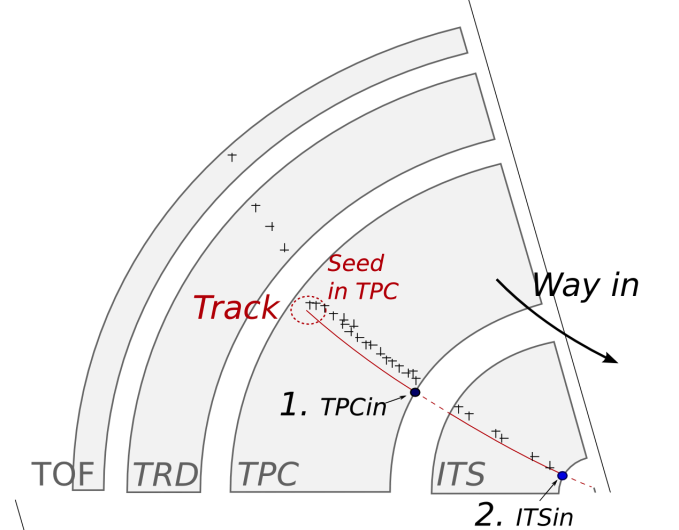 Seed
in TPC
Way in
Track
1. TPCin
TOF
TRD
TPC
ITS
2. ITSin